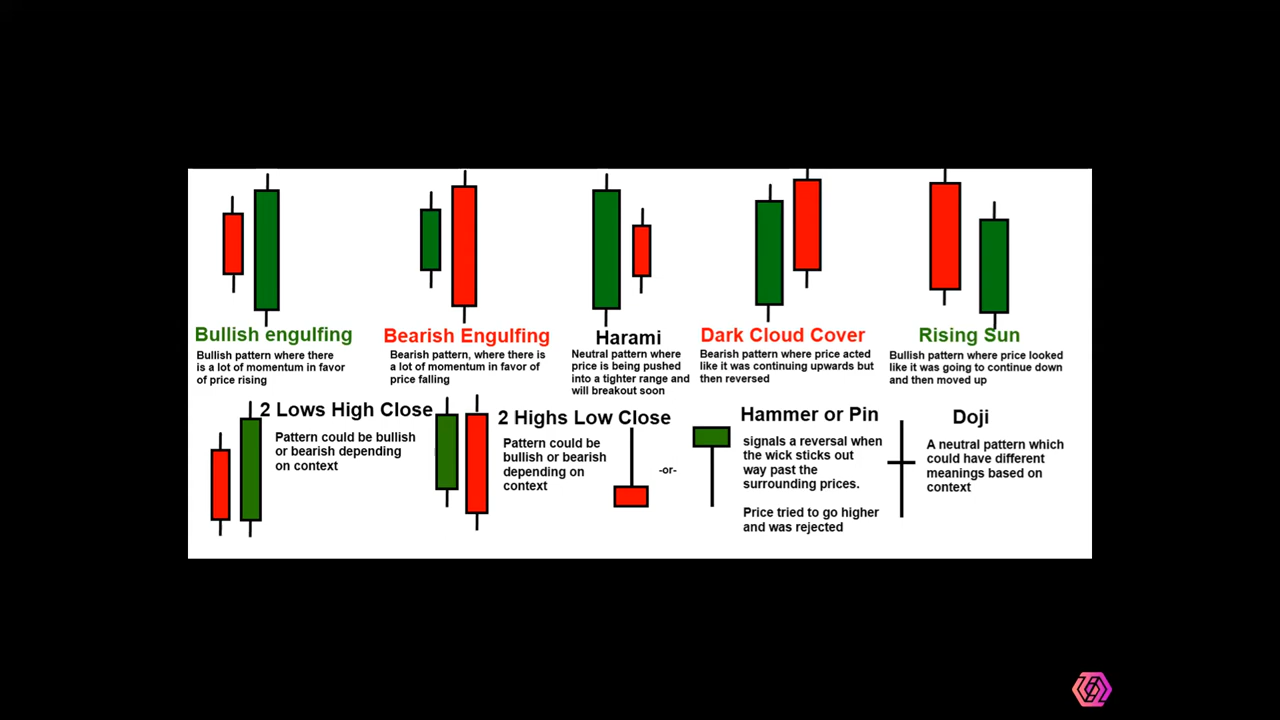 Bullish engulfing
Bullish pattern where there
is a lot of momentum in favor
of price rising
Bearish Engulfing
Bearish pattern, where there is
a lot of momentum in favor of
price falling
Harami
Neutral pattern where
price is being pushed
into a tighter range and
will breakout soon
Dark Cloud Cover
Bearish pattern where price acted
like it was continuing upwards but
then reversed
Rising Sun
Bullish pattern where price looked
like it was going to continue down
and then moved up
2 Lows High Close
Pattern could be bullish
or bearish depending
on context
2 Highs Low Close
Pattern could be
bullish or bearish
depending on
context
-or-
Hammer or Pin
signals a reversal when
the wick sticks out
way past the
surrounding prices.
Price tried to go higher
and was rejected
Doji
A neutral pattern which
could have different
meanings based on
context